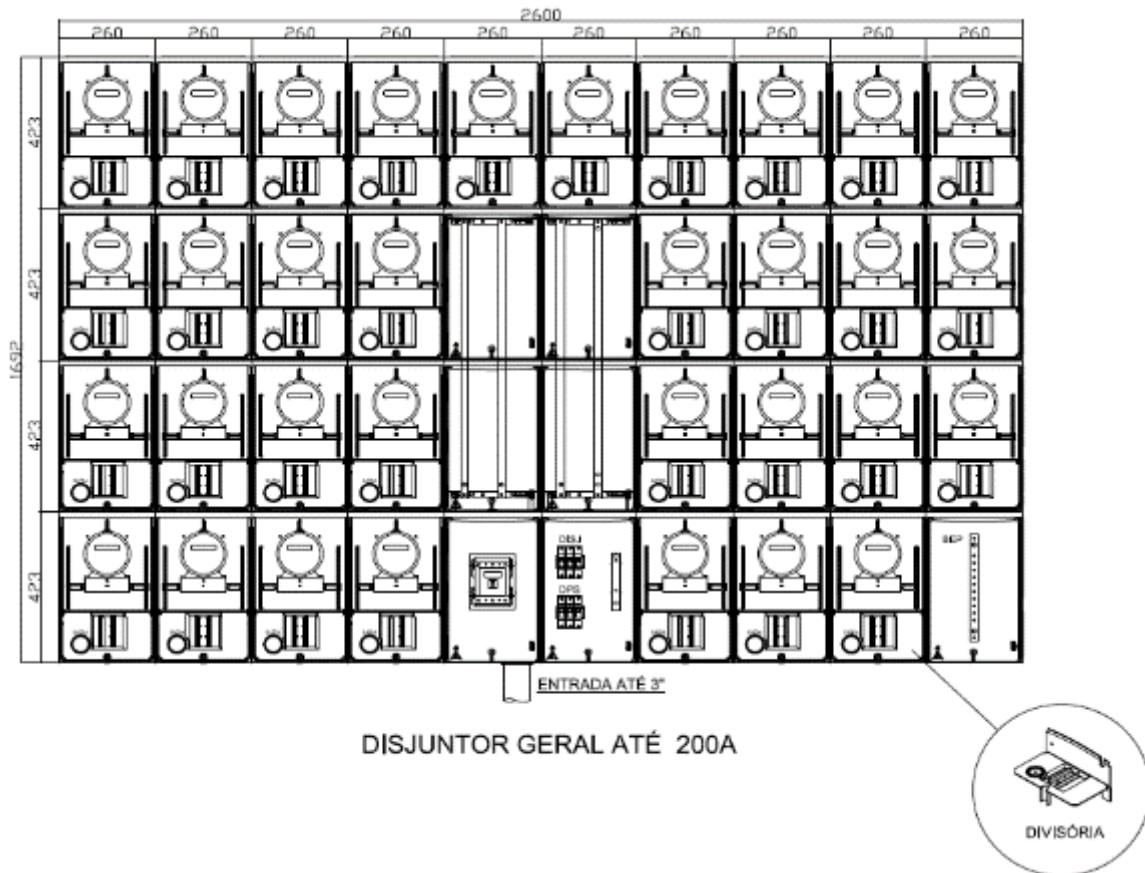 2600
260 260 260 260 260 260 260 260 260 260
423
423
1692
423
423
DISJ
DPS
BEP
ENTRADA ATÉ 3"
DISJUNTOR GERAL ATÉ 200A
DIVISÓRIA